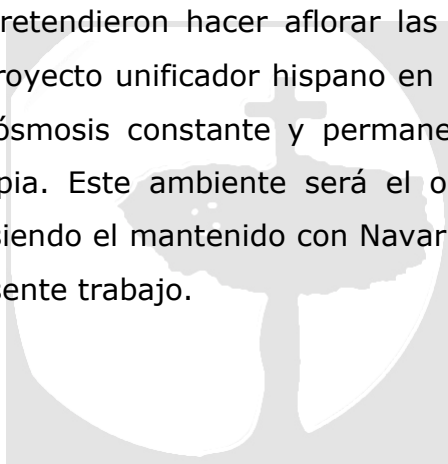 retendieron hacer aflorar las
royecto unificador hispano en
ósmosis constante y permane
pia. Este ambiente será el o
siendo el mantenido con Navar
sente trabajo.